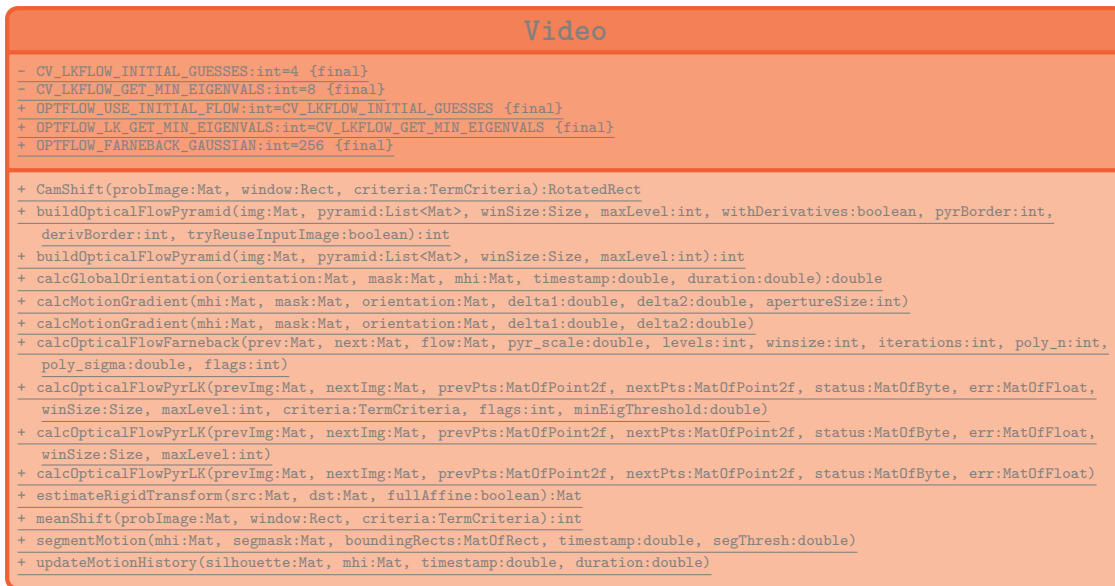 Video
- CV_LKFLOW_INITIAL_GUESSES:int=4 {final}
- CV_LKFLOW_GET_MIN_EIGENVALS:int=8 {final}
+ OPTFLOW_USE_INITIAL_FLOW:int=CV_LKFLOW_INITIAL_GUESSES {final}
+ OPTFLOW_LK_GET_MIN_EIGENVALS:int=CV_LKFLOW_GET_MIN_EIGENVALS {final}
+ OPTFLOW_FARNEBACK_GAUSSIAN:int=256 {final}
+ CamShift(probImage:Mat, window:Rect, criteria:TermCriteria):RotatedRect
+ buildOpticalFlowPyramid(img:Mat, pyramid:List<Mat>, winSize:Size, maxLevel:int, withDerivatives:boolean, pyrBorder:int,
derivBorder:int, tryReuseInputImage:boolean):int
+ buildOpticalFlowPyramid(img:Mat, pyramid:List<Mat>, winSize:Size, maxLevel:int):int
+ calcGlobalOrientation(orientation:Mat, mask:Mat, mhi:Mat, timestamp:double, duration:double):double
+ calcMotionGradient(mhi:Mat, mask:Mat, orientation:Mat, delta1:double, delta2:double, apertureSize:int)
+ calcMotionGradient(mhi:Mat, mask:Mat, orientation:Mat, delta1:double, delta2:double)
+ calcOpticalFlowFarneback(prev:Mat, next:Mat, flow:Mat, pyr_scale:double, levels:int, winsize:int, iterations:int, poly_n:int,
poly_sigma:double, flags:int)
+ calcOpticalFlowPyrLK(prevImg:Mat, nextImg:Mat, prevPts:MatOfPoint2f, nextPts:MatOfPoint2f, status:MatOfByte, err:MatOfFloat,
winSize:Size, maxLevel:int, criteria:TermCriteria, flags:int, minEigThreshold:double)
+ calcOpticalFlowPyrLK(prevImg:Mat, nextImg:Mat, prevPts:MatOfPoint2f, nextPts:MatOfPoint2f, status:MatOfByte, err:MatOfFloat,
winSize:Size, maxLevel:int)
+ calcOpticalFlowPyrLK(prevImg:Mat, nextImg:Mat, prevPts:MatOfPoint2f, nextPts:MatOfPoint2f, status:MatOfByte, err:MatOfFloat)
+ estimateRigidTransform(src:Mat, dst:Mat, fullAffine:boolean):Mat
+ meanShift(probImage:Mat, window:Rect, criteria:TermCriteria):int
+ segmentMotion(mhi:Mat, segmask:Mat, boundingRects:MatOfRect, timestamp:double, segThresh:double)
+ updateMotionHistory(silhouette:Mat, mhi:Mat, timestamp:double, duration:double)